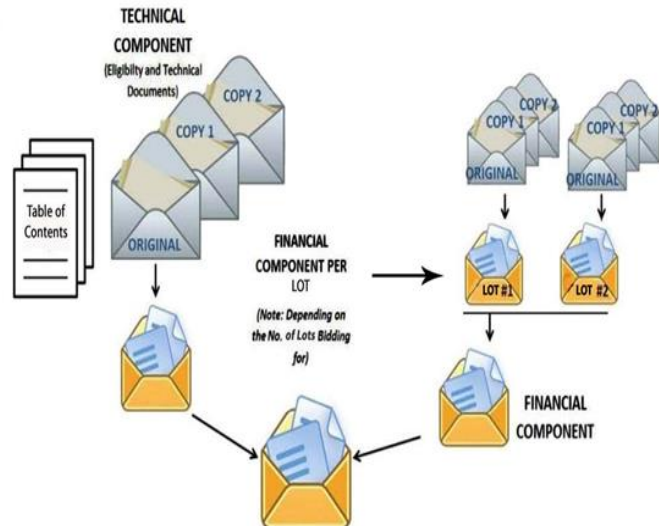 TECHNICAL
COMPONENT
(Eligibilty and Technical
Documents)
COPY 2
COPY 1
ORIGINAL
Table of
Contents
COPY 2
COPY 1
ORIGINAL
COPY 2
COPY 1
ORIGINAL
FINANCIAL
COMPONENT PER
LOT
(Note: Depending on
the No. of Lots Bidding
for)
LOT #1
LOT #2
FINANCIAL
COMPONENT